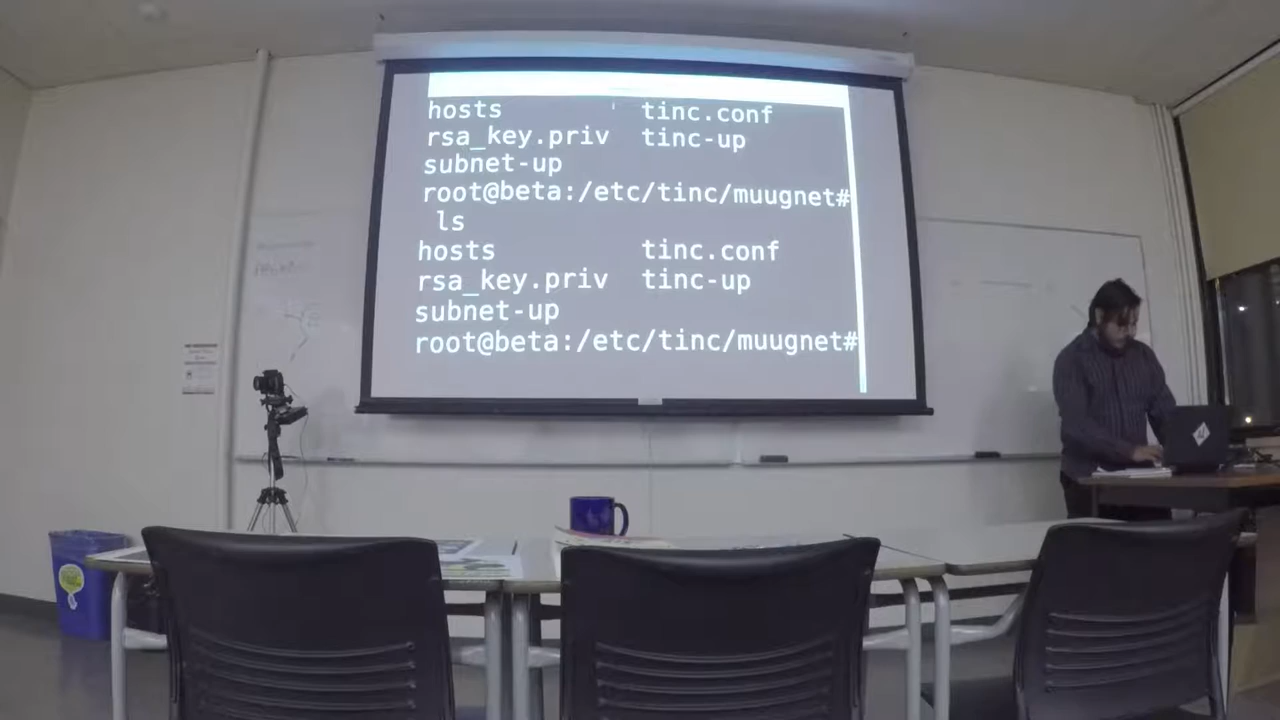 hosts tinc.conf
rsa_key.priv tinc-up
subnet-up
root@beta:/etc/tinc/muugnet#
ls
hosts tinc.conf
rsa_key.priv tinc-up
subnet-up
root@beta:/etc/tinc/muugnet#